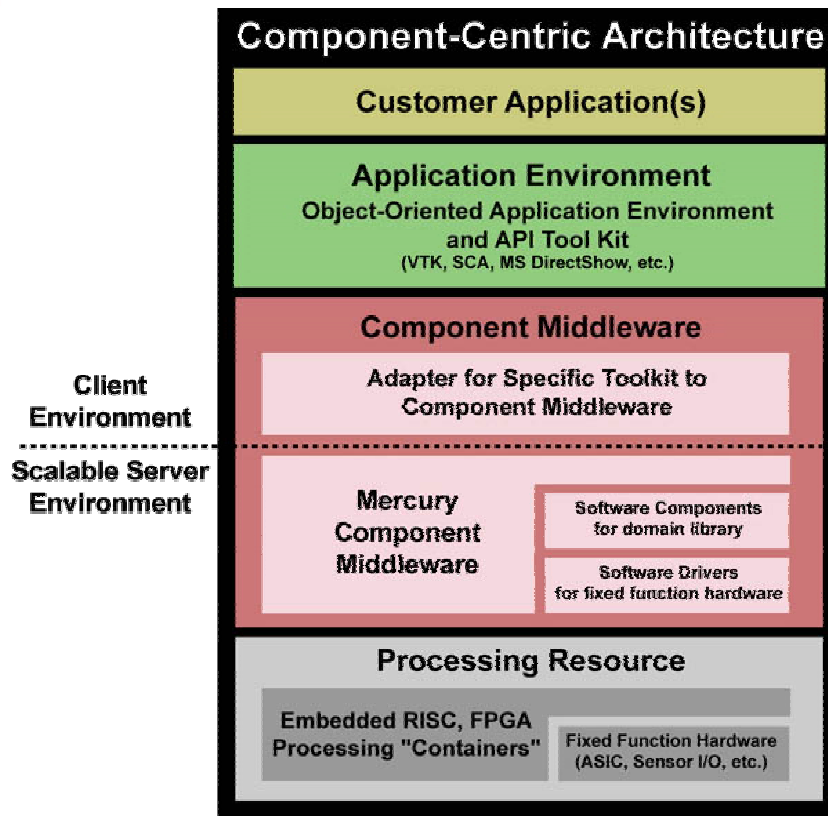 Component-Centric Architecture
Customer Application(s)
Application Environment
Object-Oriented Application Environment
and API Tool Kit
(VTK, SCA, MS DirectShow, etc.)
Component Middleware
Adapter for Specific Toolkit to
Component Middleware
Client
Environment
Scalable Server
Environment
Mercury
Component
Middleware
Software Components
for domain library
Software Drivers
for fixed function hardware
Processing Resource
Embedded RISC, FPGA
Processing "Containers"
Fixed Function Hardware
(ASIC, Sensor I/O, etc.)